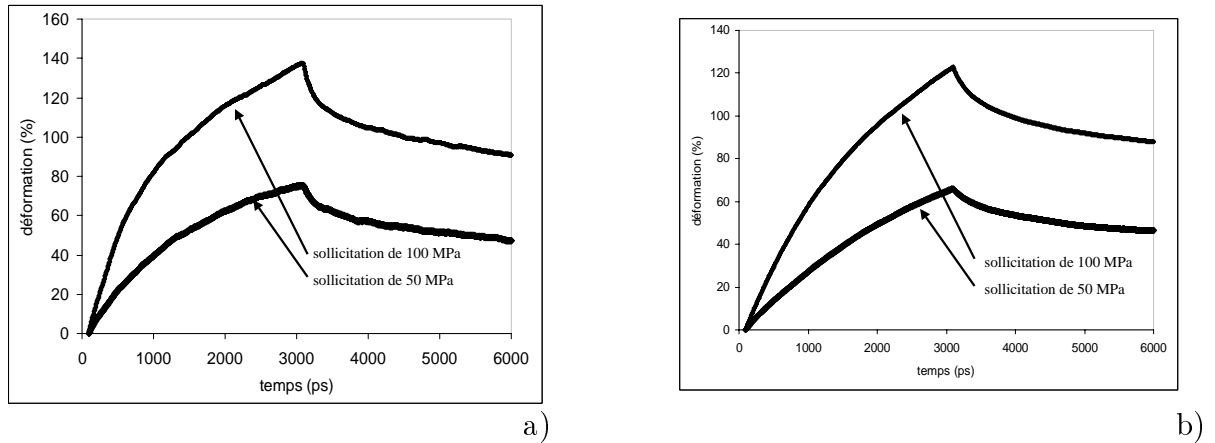 160
140
120
100
80
60
40
20
0
déformation (%)
sollicitation de 100 MPa
sollicitation de 50 MPa
0 1000 2000 3000 4000 5000 6000
temps (ps)
a)
140
120
100
80
60
40
20
0
déformation (%)
sollicitation de 100 MPa
sollicitation de 50 MPa
0 1000 2000 3000 4000 5000 6000
temps (ps)
b)